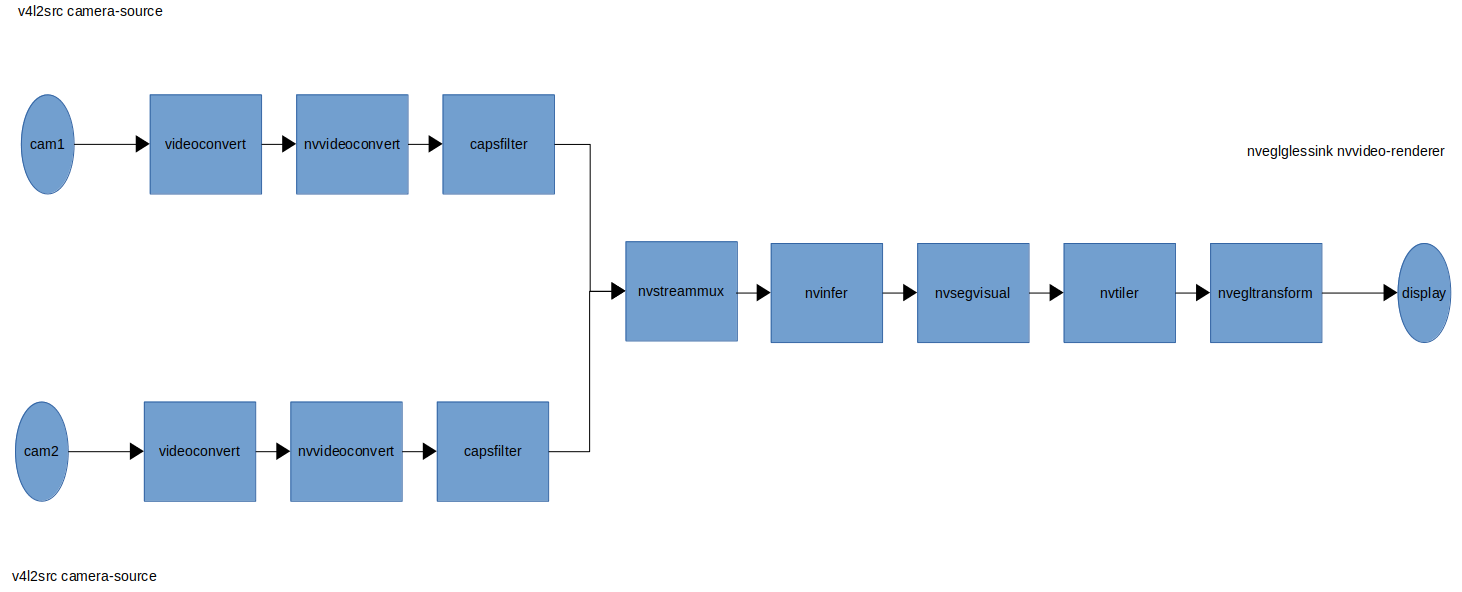 v4l2src camera-source
cam1
videoconvert
nvvideoconvert
capsfilter
nveglglessink nvvideo-renderer
nvstreammux
nvinfer
nvsegvisual
nvtiler
nvegltransform
display
cam2
videoconvert
nvvideoconvert
capsfilter
v4l2src camera-source